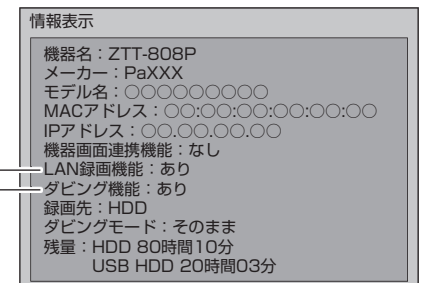 情報表示
機器名：ZTT-808P
メーカー：PaXXX
モデル名：○○○○○○○○○
MACアドレス：○○:○○:○○:○○:○○:○○
IPアドレス：○○.○○.○○.○○
機器画面連携機能：なし
LAN録画機能：あり
ダビング機能：あり
録画先：HDD
ダビングモード：そのまま
残量：HDD 80時間10分
USB HDD 20時間03分